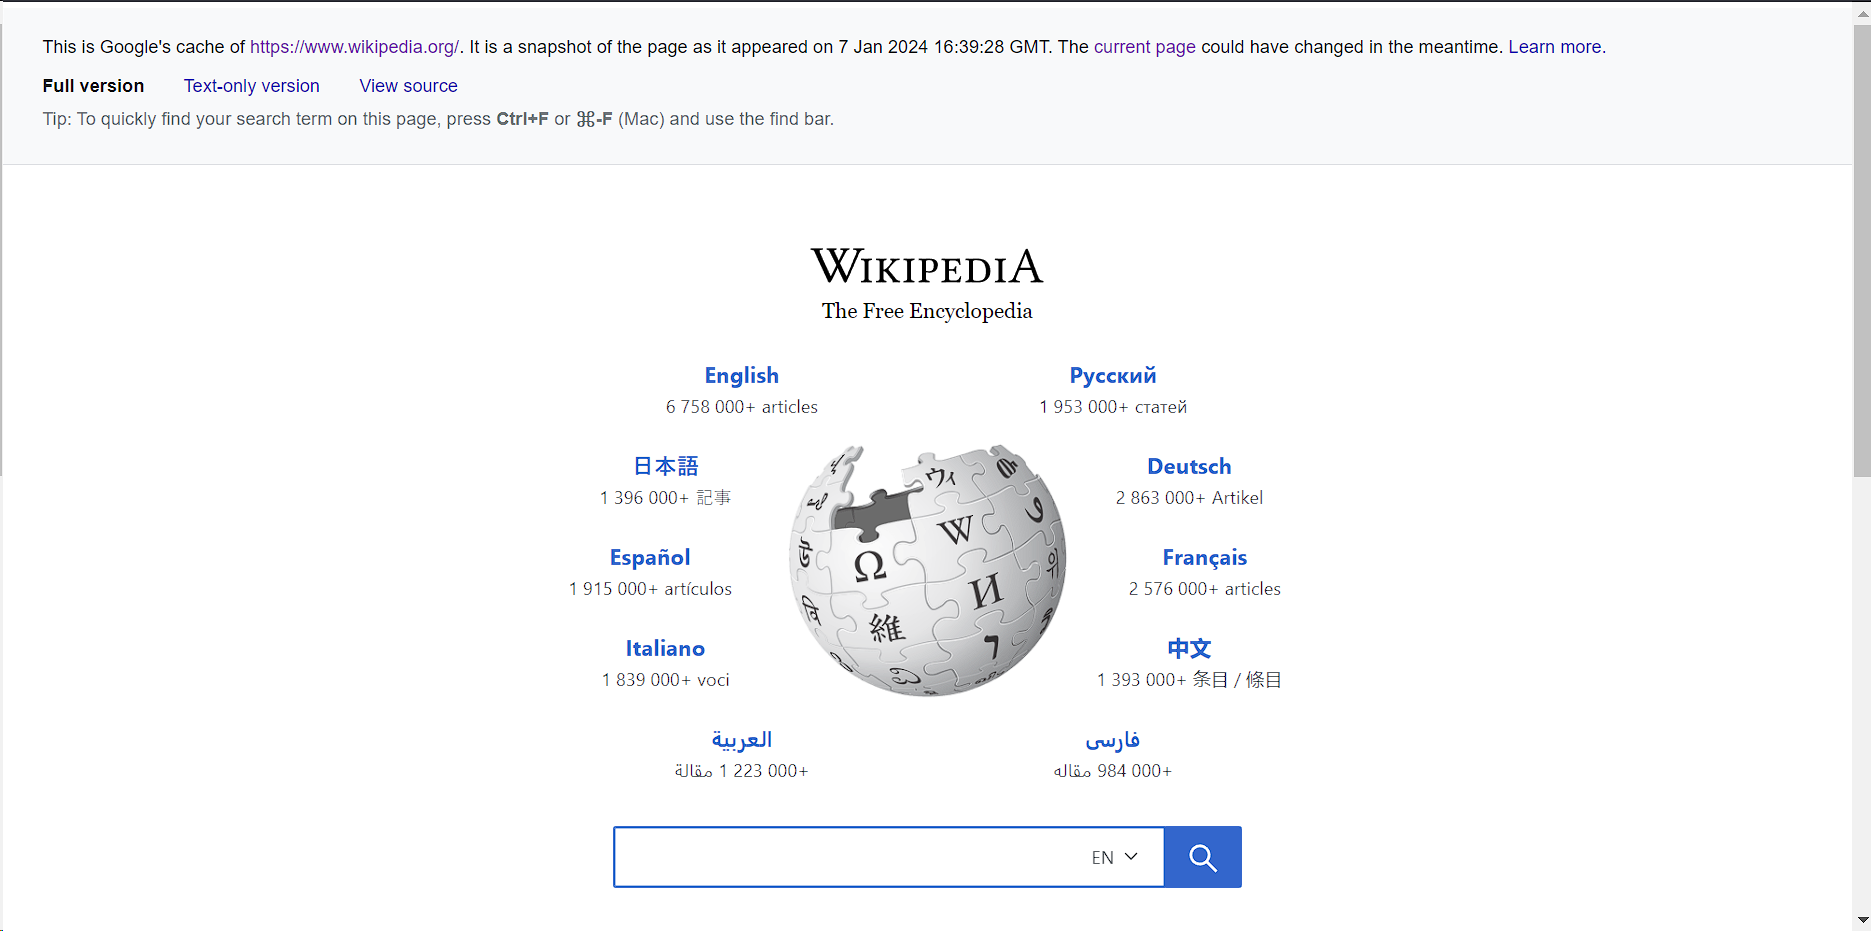 This is Google's cache of https://www.wikipedia.org/. It is a snapshot of the page as it appeared on 7 Jan 2024 16:39:28 GMT. The current page could have changed in the meantime. Learn more.
Full version Text-only version View source
Tip: To quickly find your search term on this page, press Ctrl+F or ⌘-F (Mac) and use the find bar.
WIKIPEDIA
The Free Encyclopedia
English
6 758 000+ articles
Русский
1 953 000+ статей
日本語
1 396 000+ 記事
Deutsch
2 863 000+ Artikel
Español
1 915 000+ artículos
Français
2 576 000+ articles
Italiano
1 839 000+ voci
中文
1 393 000+ 条目 / 條目
العربية
1 223 000+ مقالة
فارسی
984 000+ مقاله
Ω
W
И
維
ウィ
EN